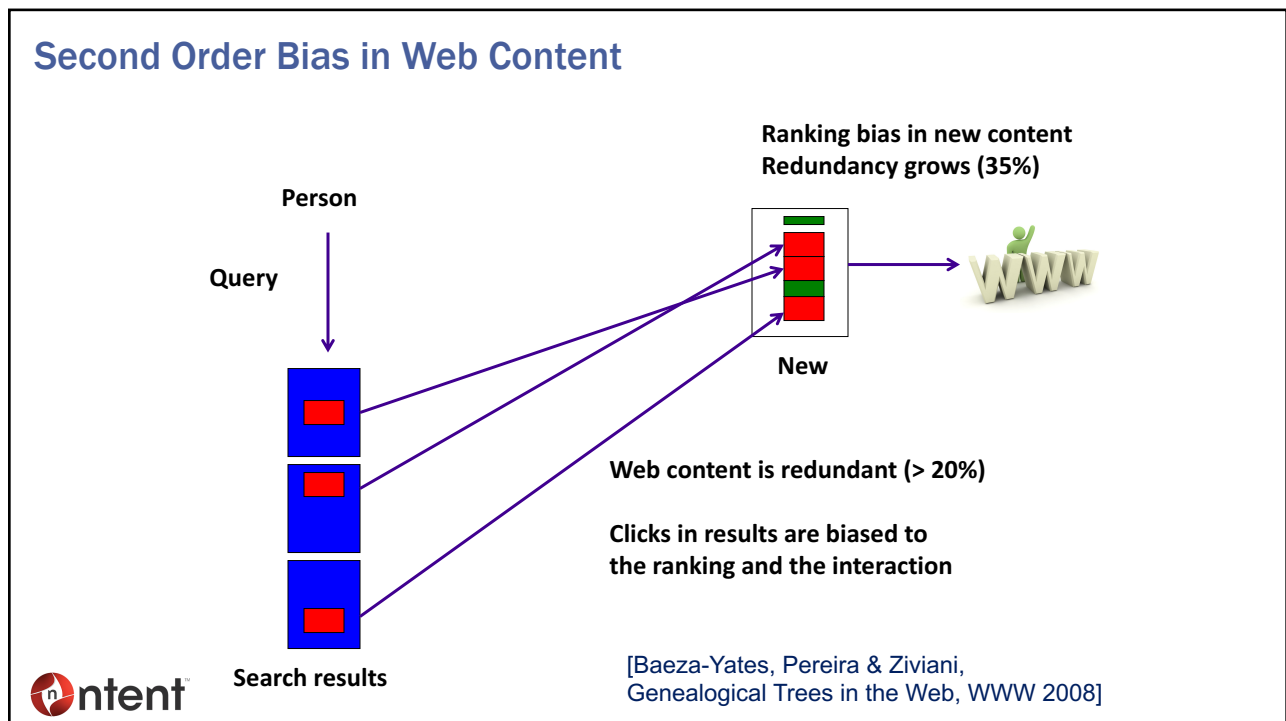 Second Order Bias in Web Content
Ranking bias in new content
Redundancy grows (35%)
Person
Query
WWW
New
Web content is redundant (> 20%)
Clicks in results are biased to
the ranking and the interaction
Search results
[Baeza-Yates, Pereira & Ziviani,
Genealogical Trees in the Web, WWW 2008]
ntent™